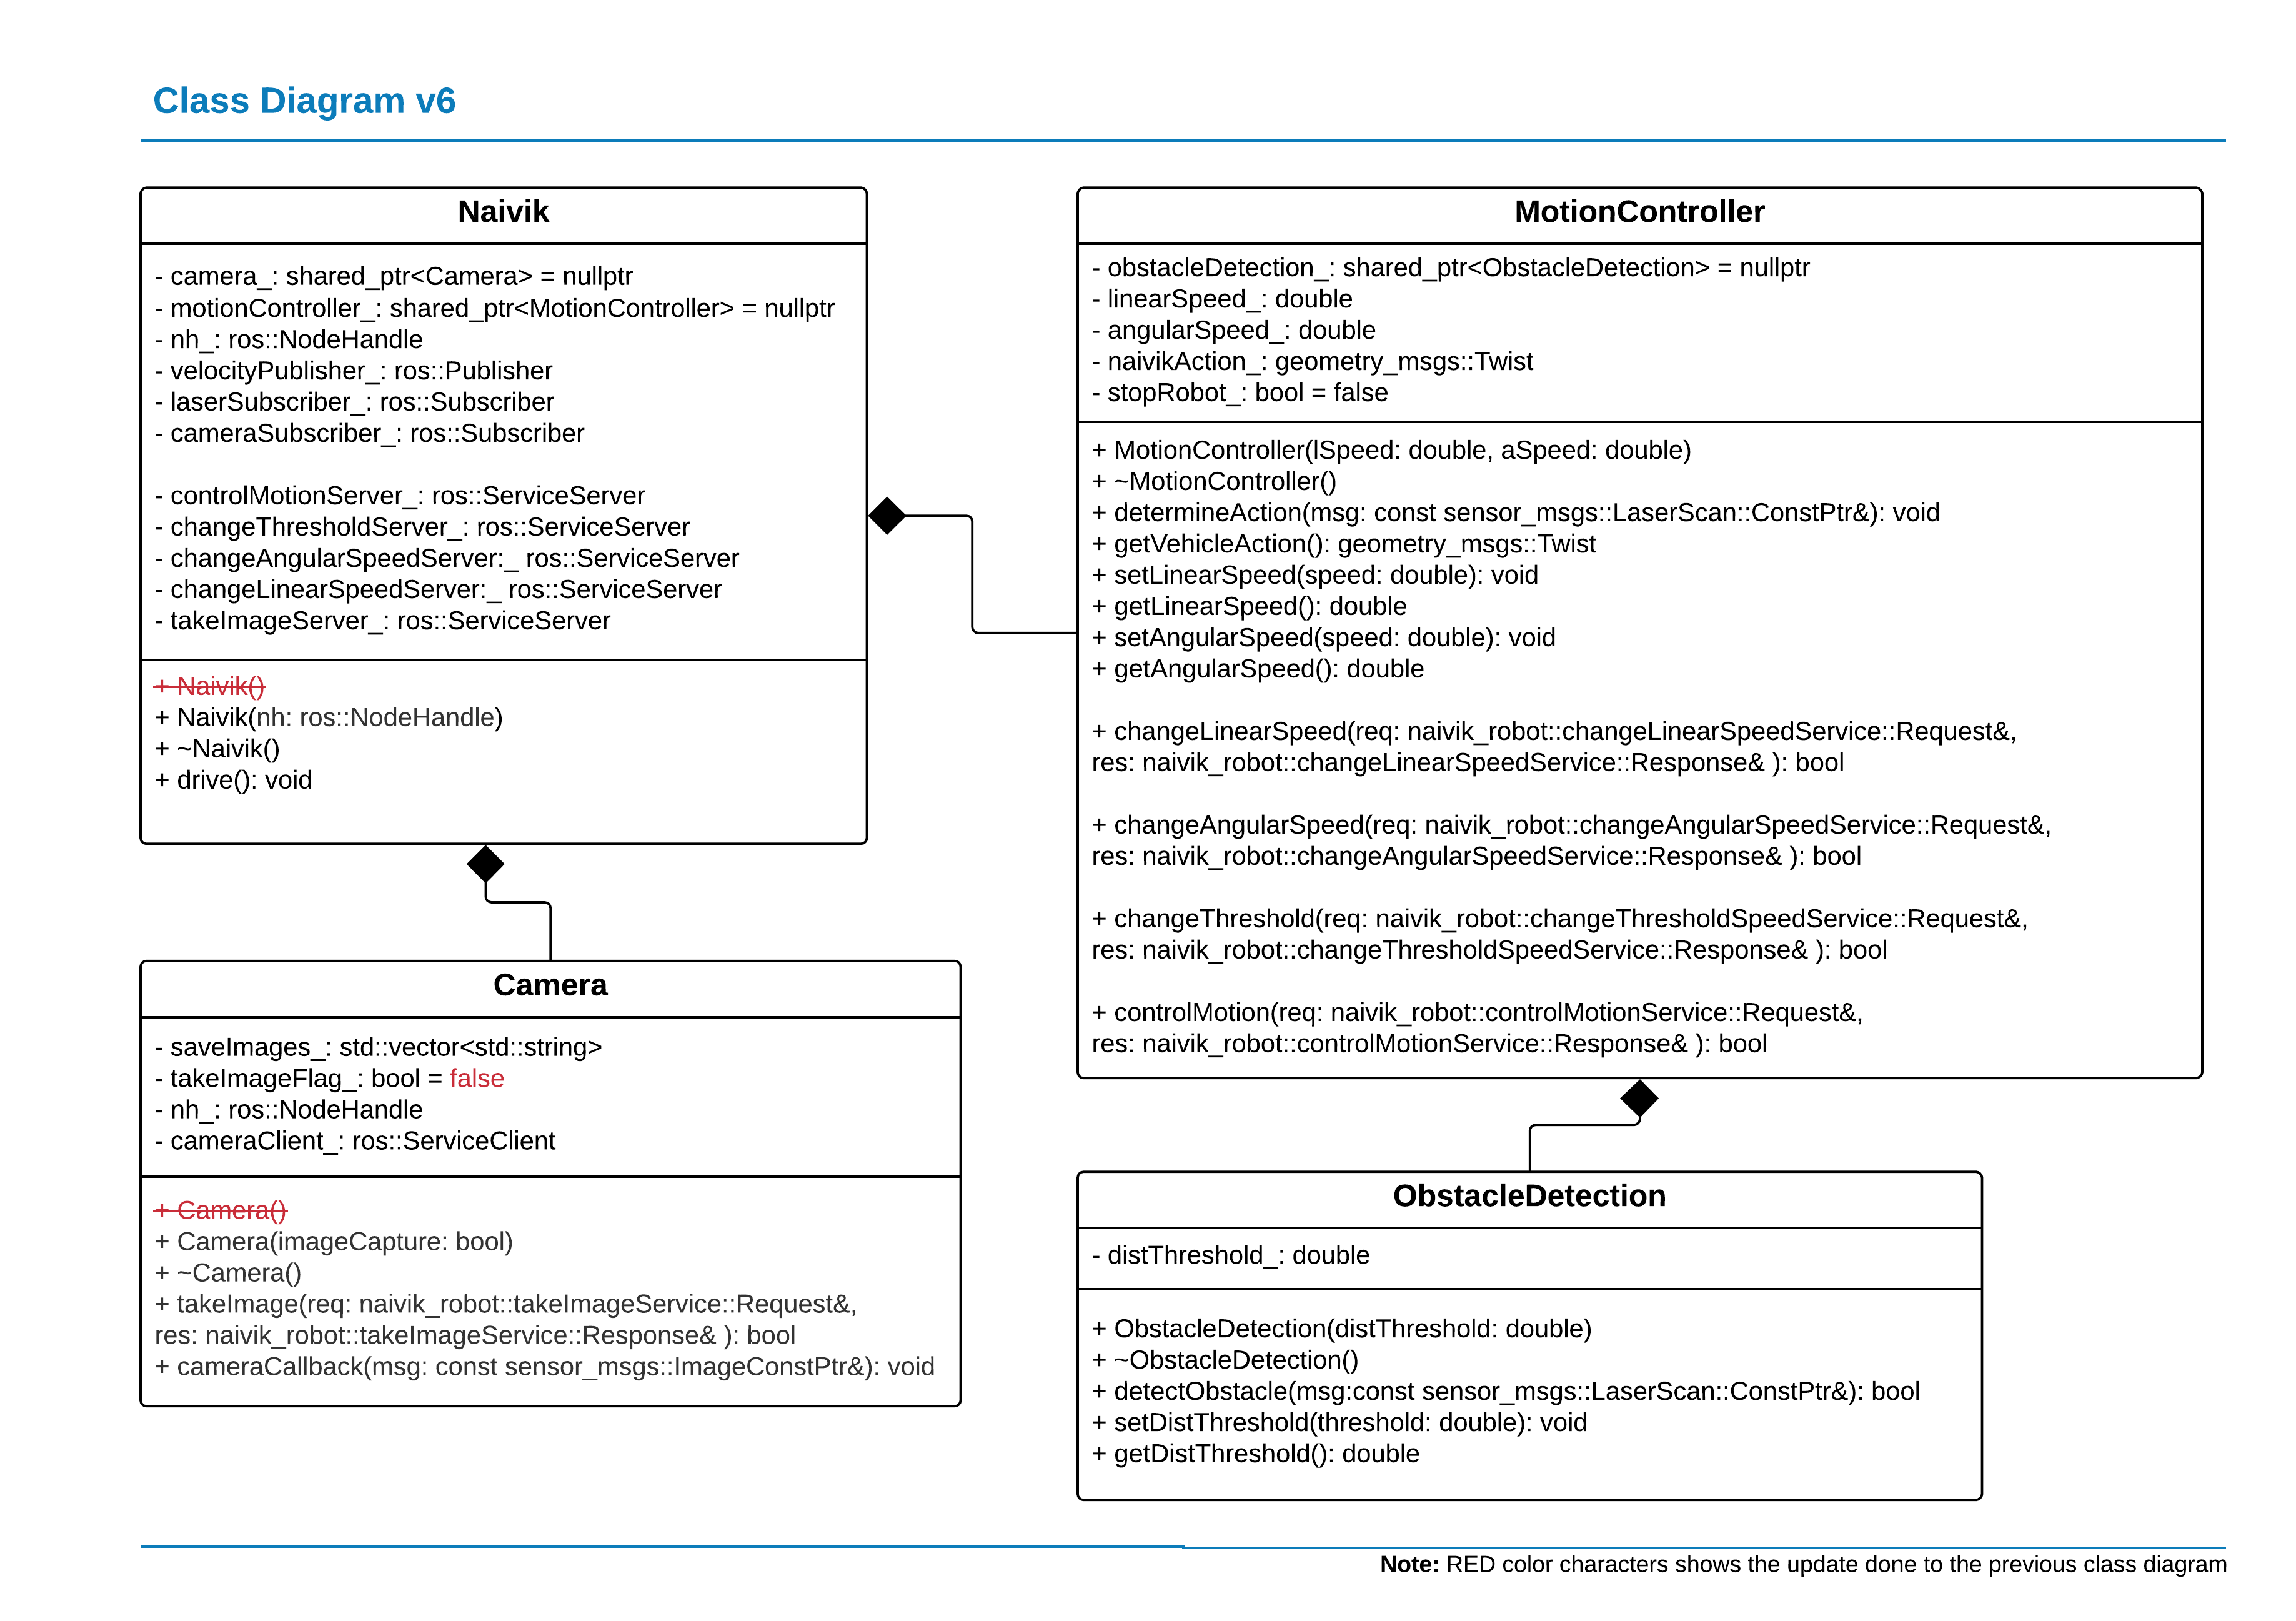 Class Diagram v6
Naivik
- camera_: shared_ptr<Camera> = nullptr
- motionController_: shared_ptr<MotionController> = nullptr
- nh_: ros::NodeHandle
- velocityPublisher_: ros::Publisher
- laserSubscriber_: ros::Subscriber
- cameraSubscriber_: ros::Subscriber
- controlMotionServer_: ros::ServiceServer
- changeThresholdServer_: ros::ServiceServer
- changeAngularSpeedServer:_ ros::ServiceServer
- changeLinearSpeedServer:_ ros::ServiceServer
- takeImageServer_: ros::ServiceServer
+ Naivik()
+ Naivik(nh: ros::NodeHandle)
+ ~Naivik()
+ drive(): void
MotionController
- obstacleDetection_: shared_ptr<ObstacleDetection> = nullptr
- linearSpeed_: double
- angularSpeed_: double
- naivikAction_: geometry_msgs::Twist
- stopRobot_: bool = false
+ MotionController(lSpeed: double, aSpeed: double)
+ ~MotionController()
+ determineAction(msg: const sensor_msgs::LaserScan::ConstPtr&): void
+ getVehicleAction(): geometry_msgs::Twist
+ setLinearSpeed(speed: double): void
+ getLinearSpeed(): double
+ setAngularSpeed(speed: double): void
+ getAngularSpeed(): double
+ changeLinearSpeed(req: naivik_robot::changeLinearSpeedService::Request&,
res: naivik_robot::changeLinearSpeedService::Response& ): bool
+ changeAngularSpeed(req: naivik_robot::changeAngularSpeedService::Request&,
res: naivik_robot::changeAngularSpeedService::Response& ): bool
+ changeThreshold(req: naivik_robot::changeThresholdSpeedService::Request&,
res: naivik_robot::changeThresholdSpeedService::Response& ): bool
+ controlMotion(req: naivik_robot::controlMotionService::Request&,
res: naivik_robot::controlMotionService::Response& ): bool
Camera
- saveImages_: std::vector<std::string>
- takeImageFlag_: bool = false
- nh_: ros::NodeHandle
- cameraClient_: ros::ServiceClient
+ Camera()
+ Camera(imageCapture: bool)
+ ~Camera()
+ takeImage(req: naivik_robot::takeImageService::Request&,
res: naivik_robot::takeImageService::Response& ): bool
+ cameraCallback(msg: const sensor_msgs::ImageConstPtr&): void
ObstacleDetection
- distThreshold_: double
+ ObstacleDetection(distThreshold: double)
+ ~ObstacleDetection()
+ detectObstacle(msg:const sensor_msgs::LaserScan::ConstPtr&): bool
+ setDistThreshold(threshold: double): void
+ getDistThreshold(): double
Note: RED color characters shows the update done to the previous class diagram